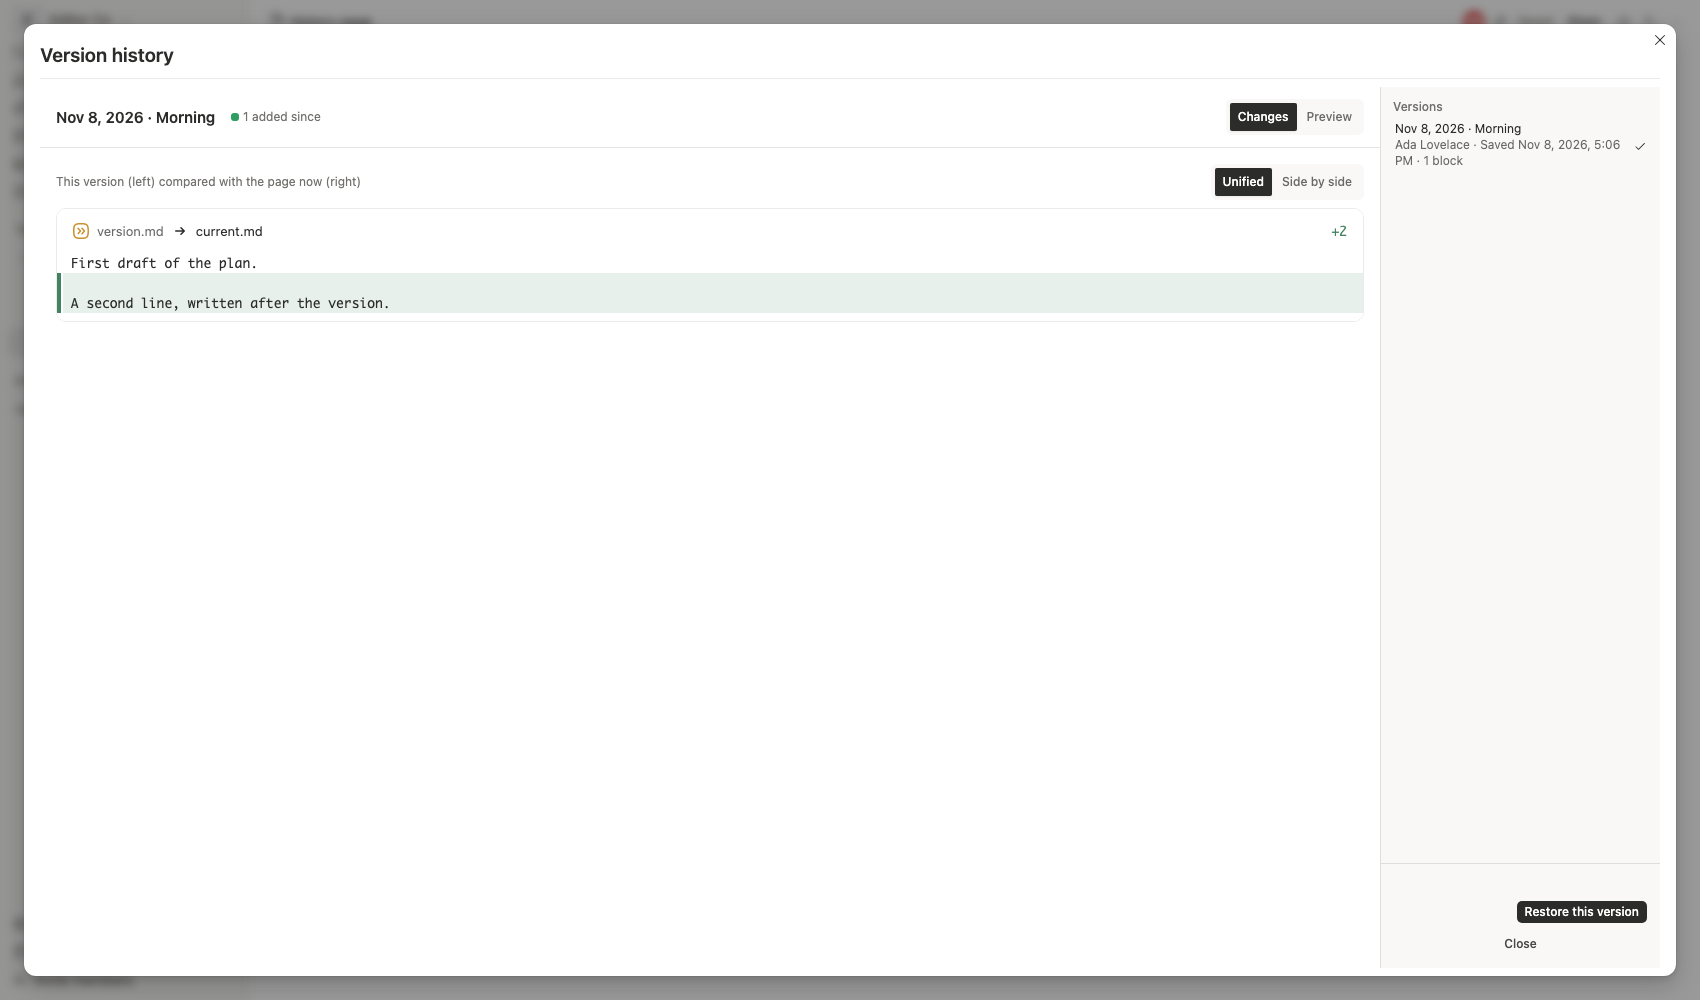 Version history
Nov 8, 2026 · Morning
1 added since
Changes
Preview
This version (left) compared with the page now (right)
Unified
Side by side
version.md → current.md
+2
First draft of the plan.
A second line, written after the version.
Versions
Nov 8, 2026 · Morning
Ada Lovelace · Saved Nov 8, 2026, 5:06
PM · 1 block
Restore this version
Close